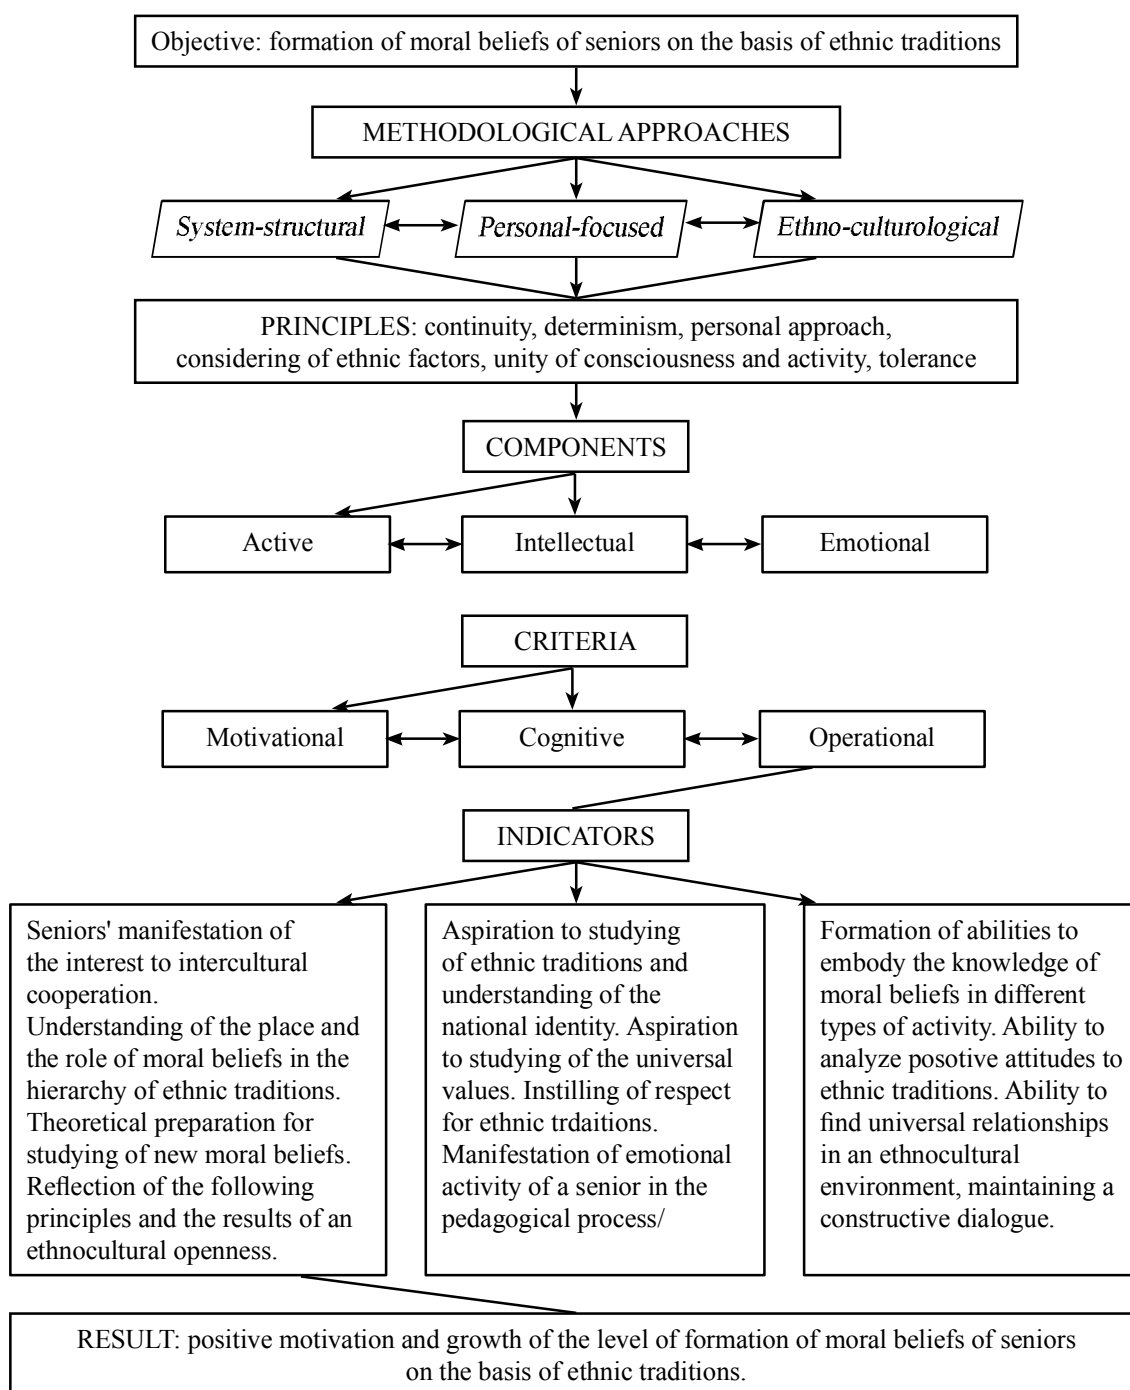 Objective: formation of moral beliefs of seniors on the basis of ethnic traditions
METHODOLOGICAL APPROACHES
System-structural
Personal-focused
Ethno-culturological
PRINCIPLES: continuity, determinism, personal approach,
considering of ethnic factors, unity of consciousness and activity, tolerance
COMPONENTS
Active
Intellectual
Emotional
CRITERIA
Motivational
Cognitive
Operational
INDICATORS
Seniors' manifestation of
the interest to intercultural
cooperation.
Understanding of the place and
the role of moral beliefs in the
hierarchy of ethnic traditions.
Theoretical preparation for
studying of new moral beliefs.
Reflection of the following
principles and the results of an
ethnocultural openness.
Aspiration to studying
of ethnic traditions and
understanding of the
national identity. Aspiration
to studying of the universal
values. Instilling of respect
for ethnic trdaitions.
Manifestation of emotional
activity of a senior in the
pedagogical process/
Formation of abilities to
embody the knowledge of
moral beliefs in different
types of activity. Ability to
analyze posotive attitudes to
ethnic traditions. Ability to
find universal relationships
in an ethnocultural
environment, maintaining a
constructive dialogue.
RESULT: positive motivation and growth of the level of formation of moral beliefs of seniors
on the basis of ethnic traditions.